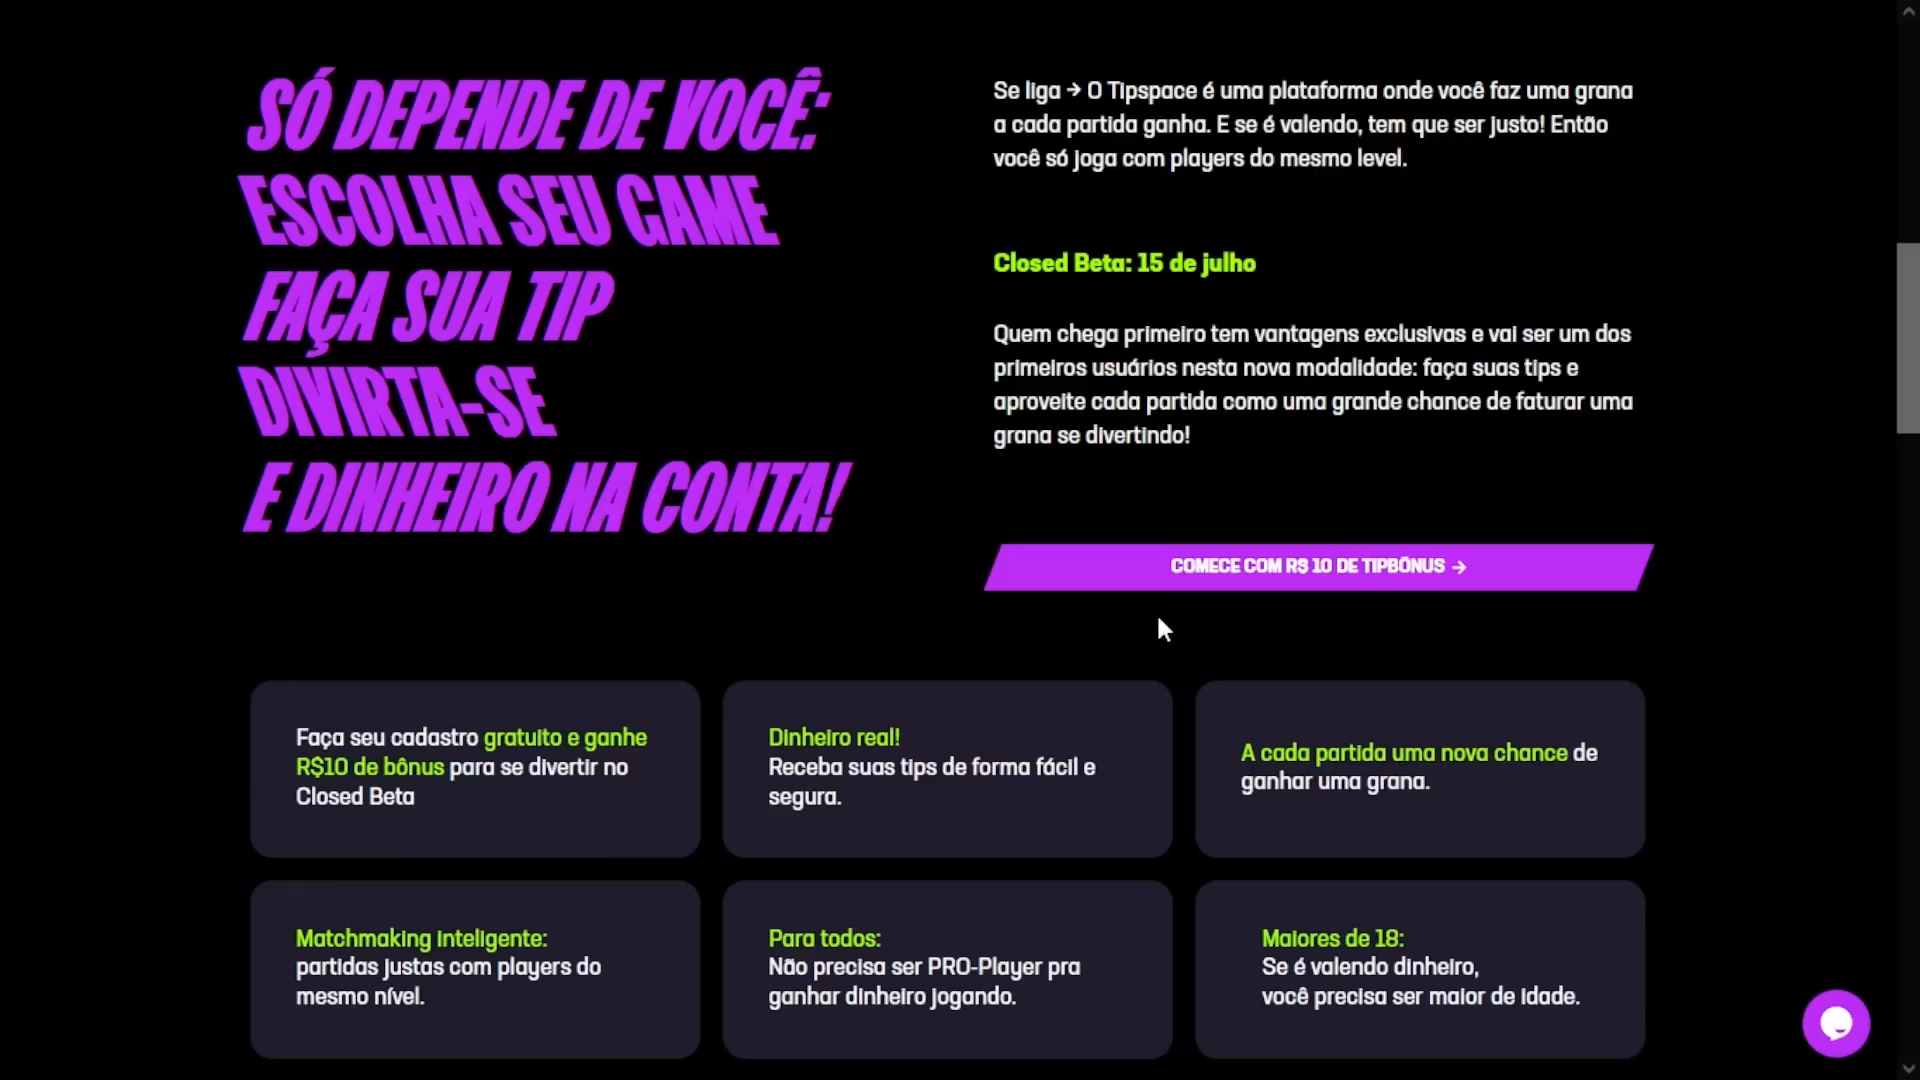 SÓ DEPENDE DE VOCÊ:
ESCOLHA SEU GAME
FAÇA SUA TIP
DIVIRTA-SE
E DINHEIRO NA CONTA!
Se liga → O Tipspace é uma plataforma onde você faz uma grana
a cada partida ganha. E se é valendo, tem que ser justo! Então
você só joga com players do mesmo level.
Closed Beta: 15 de julho
Quem chega primeiro tem vantagens exclusivas e vai ser um dos
primeiros usuários nesta nova modalidade: faça suas tips e
aproveite cada partida como uma grande chance de faturar uma
grana se divertindo!
COMECE COM R$ 10 DE TIPBÔNUS →
Faça seu cadastro gratuito e ganhe
R$10 de bônus para se divertir no
Closed Beta
Dinheiro real!
Receba suas tips de forma fácil e
segura.
A cada partida uma nova chance de
ganhar uma grana.
Matchmaking inteligente:
partidas justas com players do
mesmo nível.
Para todos:
Não precisa ser PRO-Player pra
ganhar dinheiro jogando.
Maiores de 18:
Se é valendo dinheiro,
você precisa ser maior de idade.